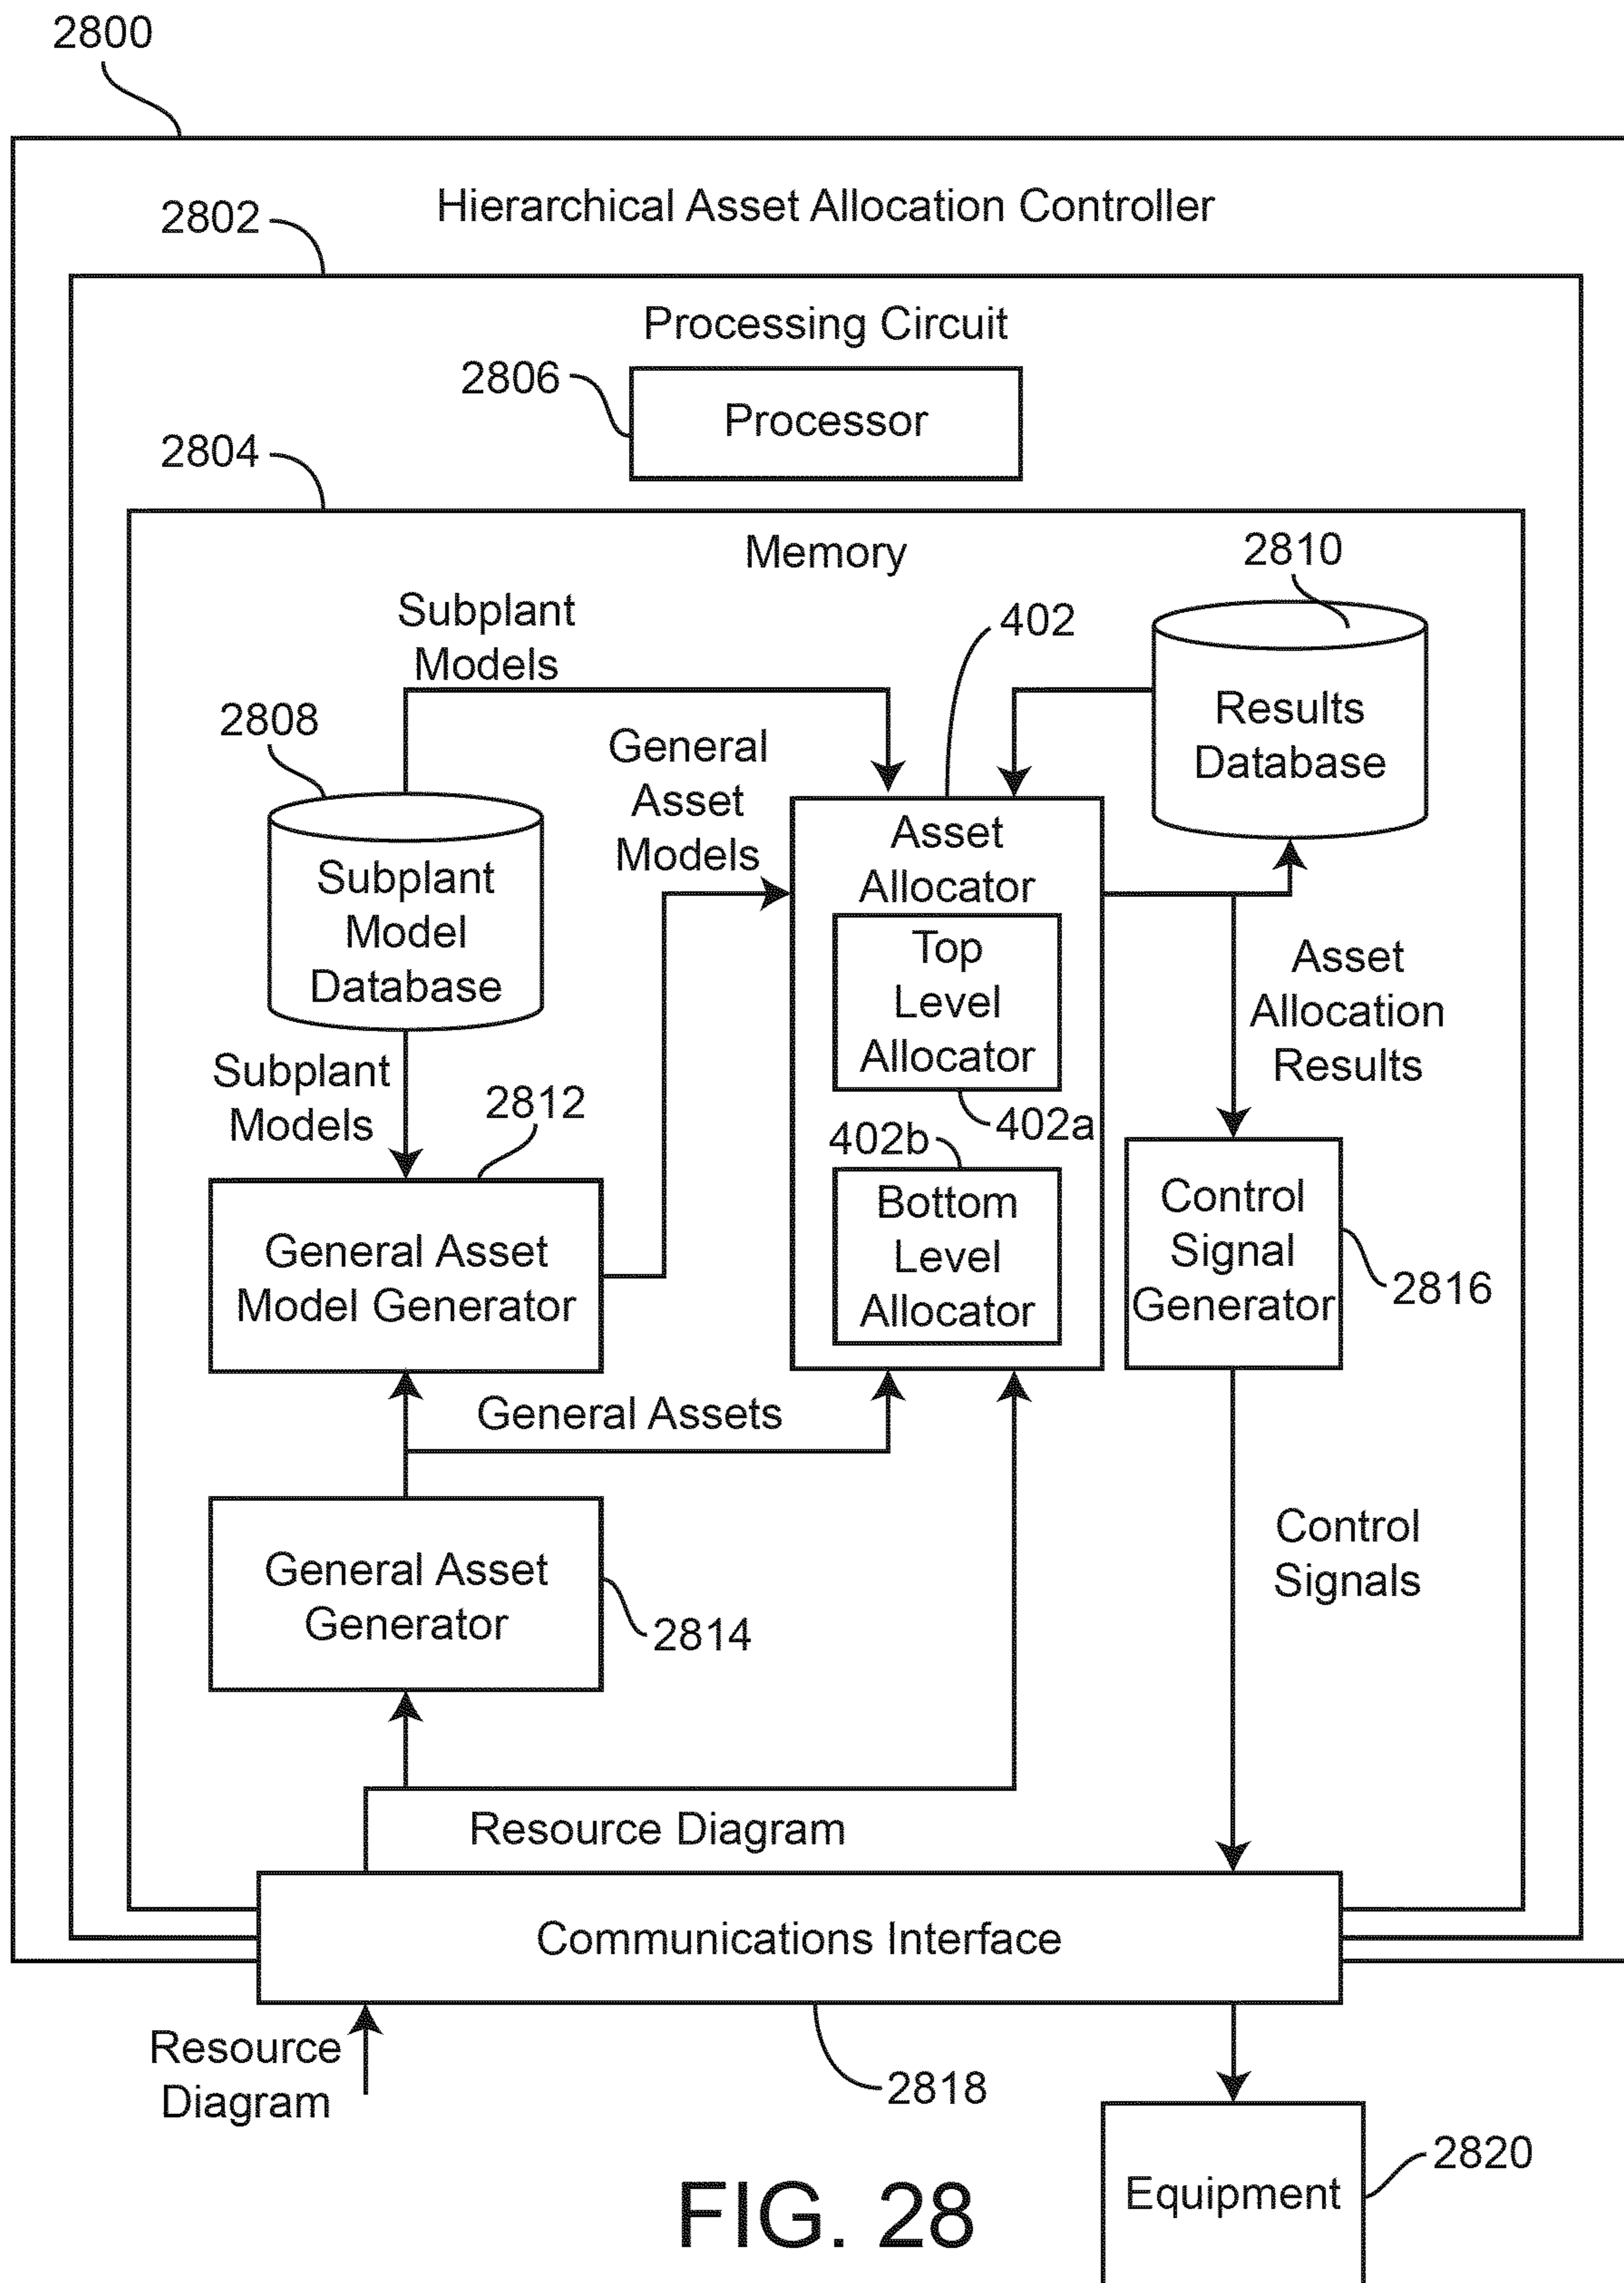 2800
Hierarchical Asset Allocation Controller
2802
Processing Circuit
2806
Processor
2804
Memory
2810
Subplant
Models
402
2808
Results
Database
General
Asset
Models
Subplant
Model
Database
Asset
Allocator
Top
Level
Allocator
Asset
Allocation
Results
Subplant
Models
2812
402a
402b
General Asset
Model Generator
Bottom
Level
Allocator
Control
Signal
Generator
2816
General Assets
General Asset
Generator
2814
Control
Signals
Resource Diagram
Communications Interface
Resource
Diagram
2818
2820
Equipment
FIG. 28